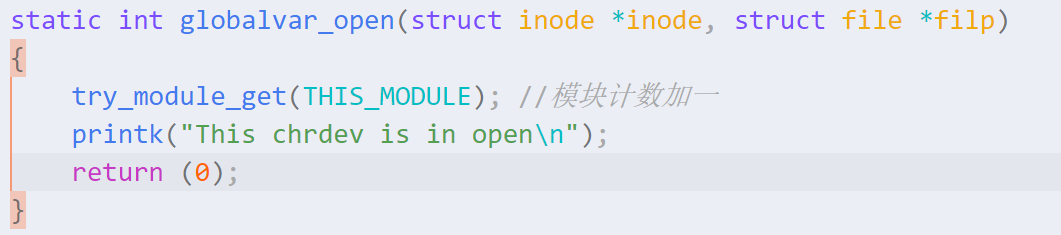 static int globalvar_open(struct inode *inode, struct file *filp)
{
    try_module_get(THIS_MODULE); //模块计数加一
    printk("This chrdev is in open\n");
    return (0);
}